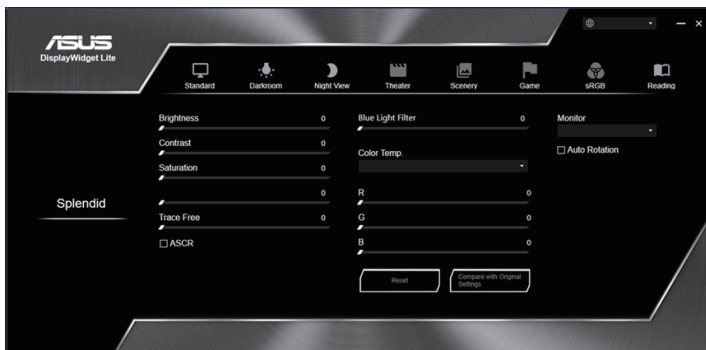 ASUS
DisplayWidget Lite
Standard
Darkroom
Night View
Theater
Scenery
Game
sRGB
Reading
Splendid
Brightness 0
Contrast 0
Saturation 0
0
Trace Free 0
ASCR
Blue Light Filter 0
Color Temp.
R 0
G 0
B 0
Reset
Compare with Original
Settings
Monitor
Auto Rotation